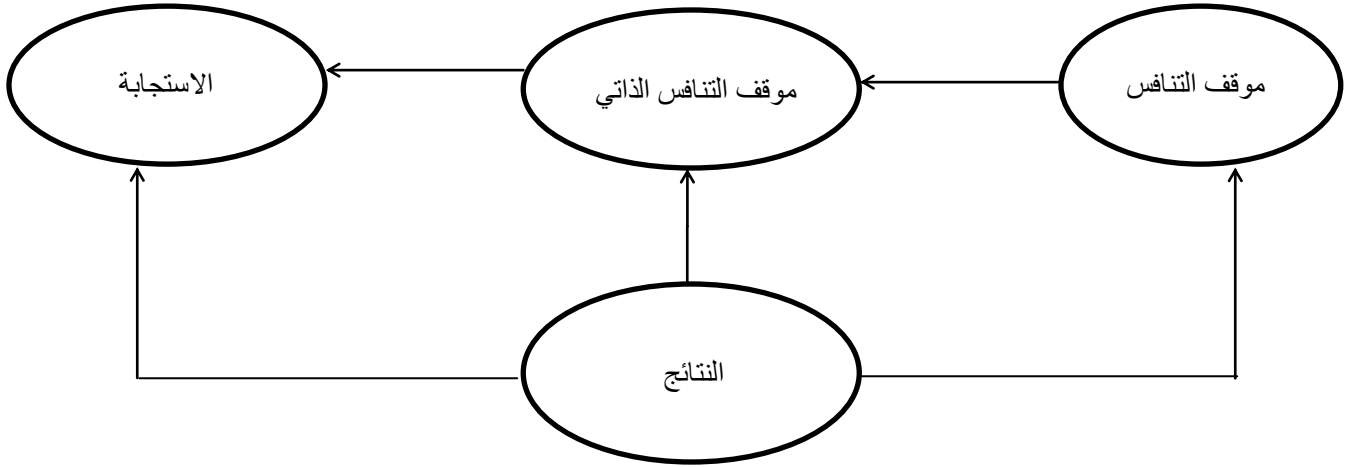 موقف التنافس
موقف التنافس الذاتي
الاستجابة
النتائج